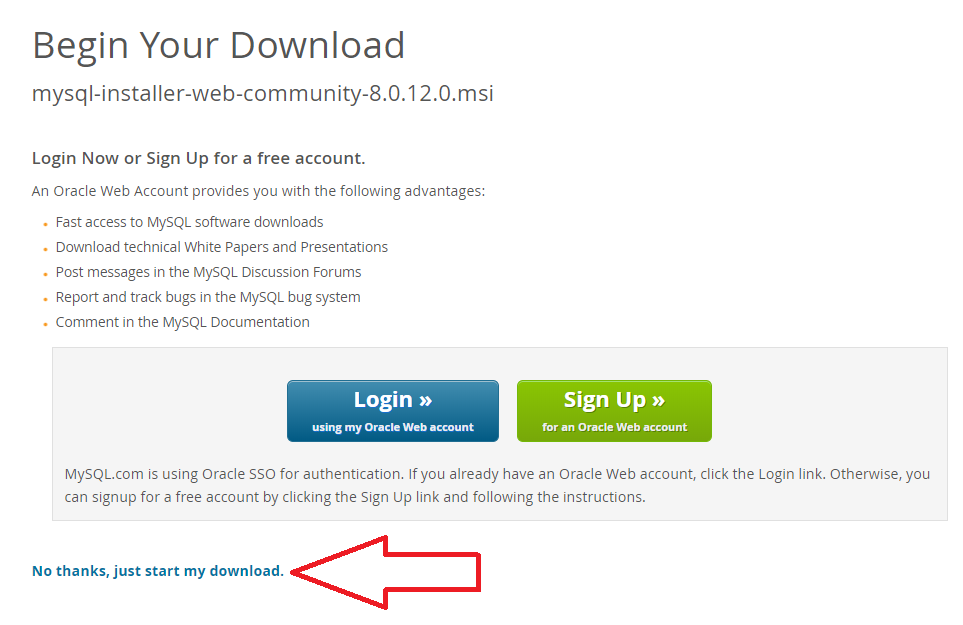 Begin Your Download
mysql-installer-web-community-8.0.12.0.msi
Login Now or Sign Up for a free account.
An Oracle Web Account provides you with the following advantages:
Fast access to MySQL software downloads
Download technical White Papers and Presentations
Post messages in the MySQL Discussion Forums
Report and track bugs in the MySQL bug system
Comment in the MySQL Documentation
Login »
using my Oracle Web account
Sign Up »
for an Oracle Web account
MySQL.com is using Oracle SSO for authentication. If you already have an Oracle Web account, click the Login link. Otherwise, you
can signup for a free account by clicking the Sign Up link and following the instructions.
No thanks, just start my download.